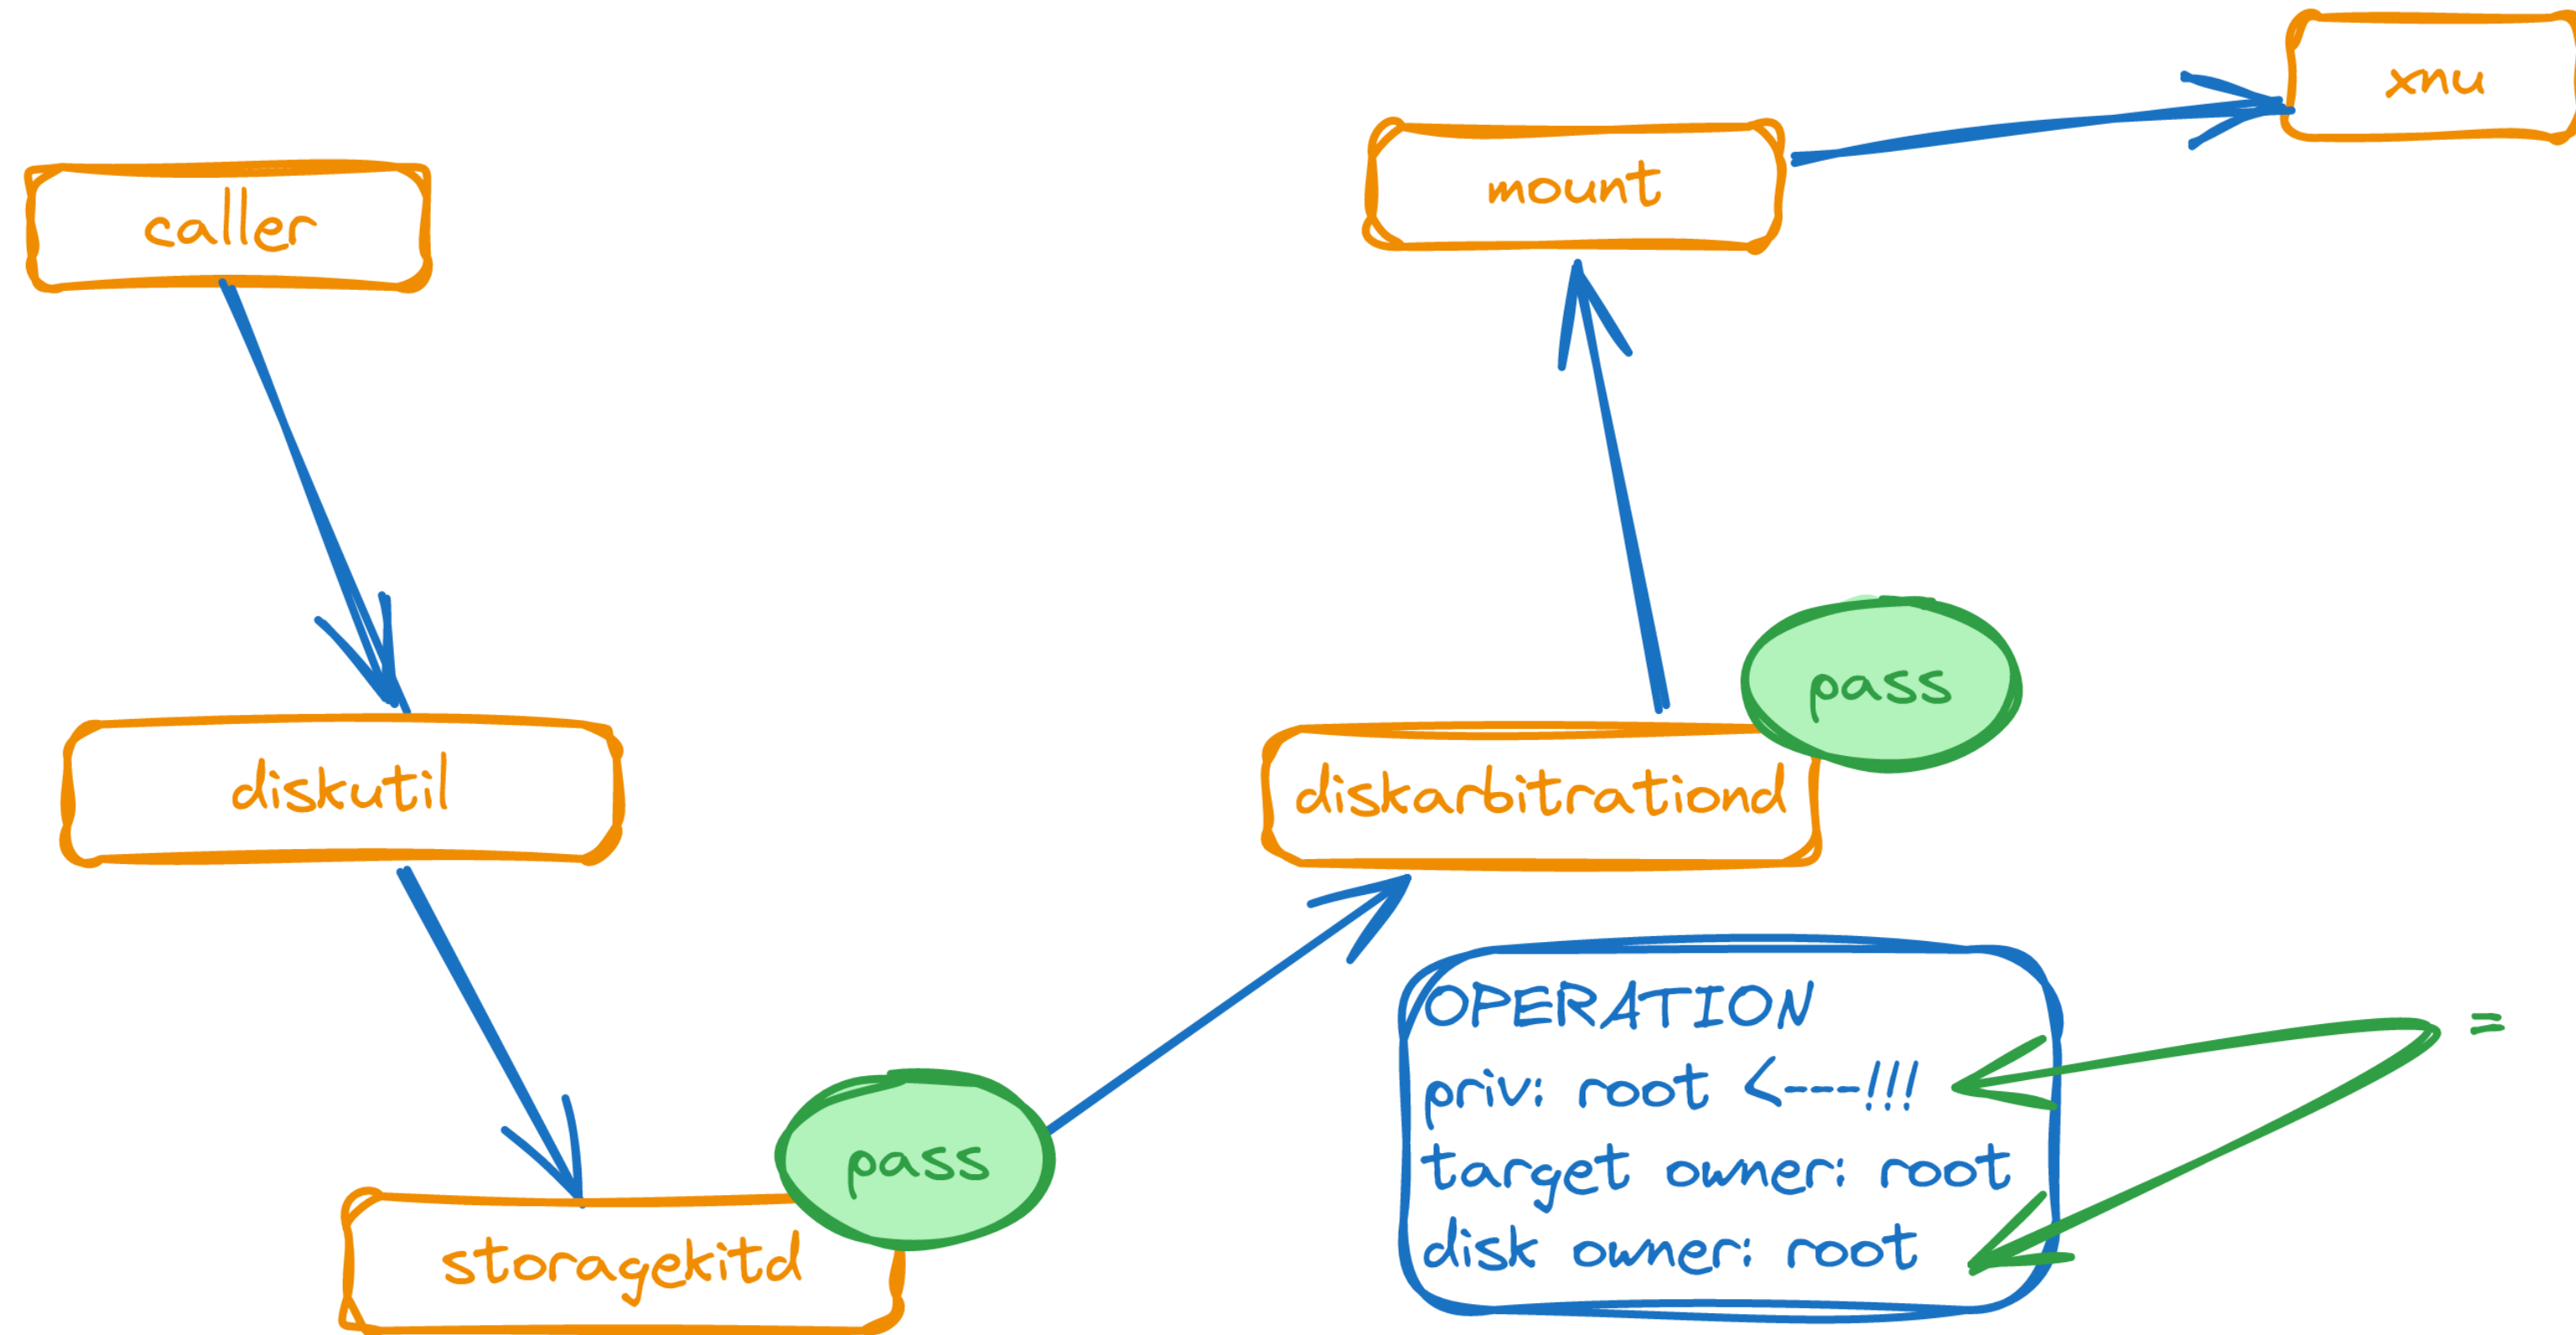 xnu
mount
caller
pass
diskutil
diskarbitrationd
OPERATION
priv: root <---!!!
target owner: root
disk owner: root
=
pass
storagekitd